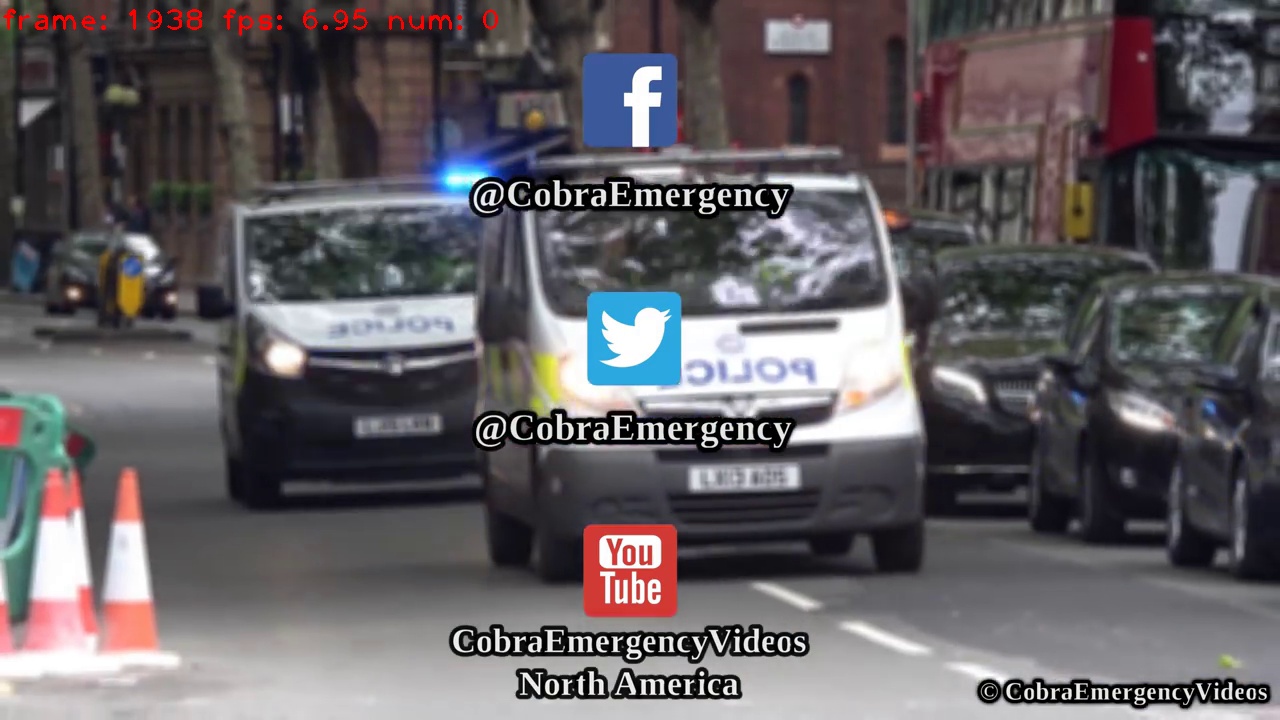 frame: 1938 fps: 6.95 num: 0
f
@CobraEmergency
POLICE
POLICE
@CobraEmergency
You
Tube
CobraEmergencyVideos
North America
© CobraEmergencyVideos